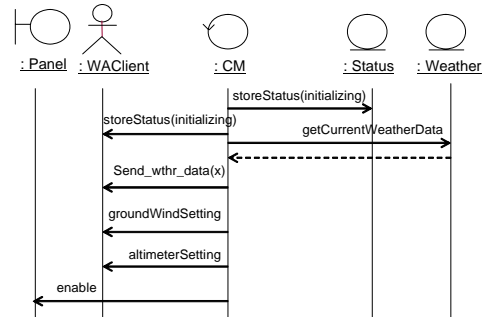 : Panel : WAClient : CM : Status : Weather
storeStatus(initializing)
storeStatus(initializing)
getCurrentWeatherData
Send_wthr_data(x)
groundWindSetting
altimeterSetting
enable